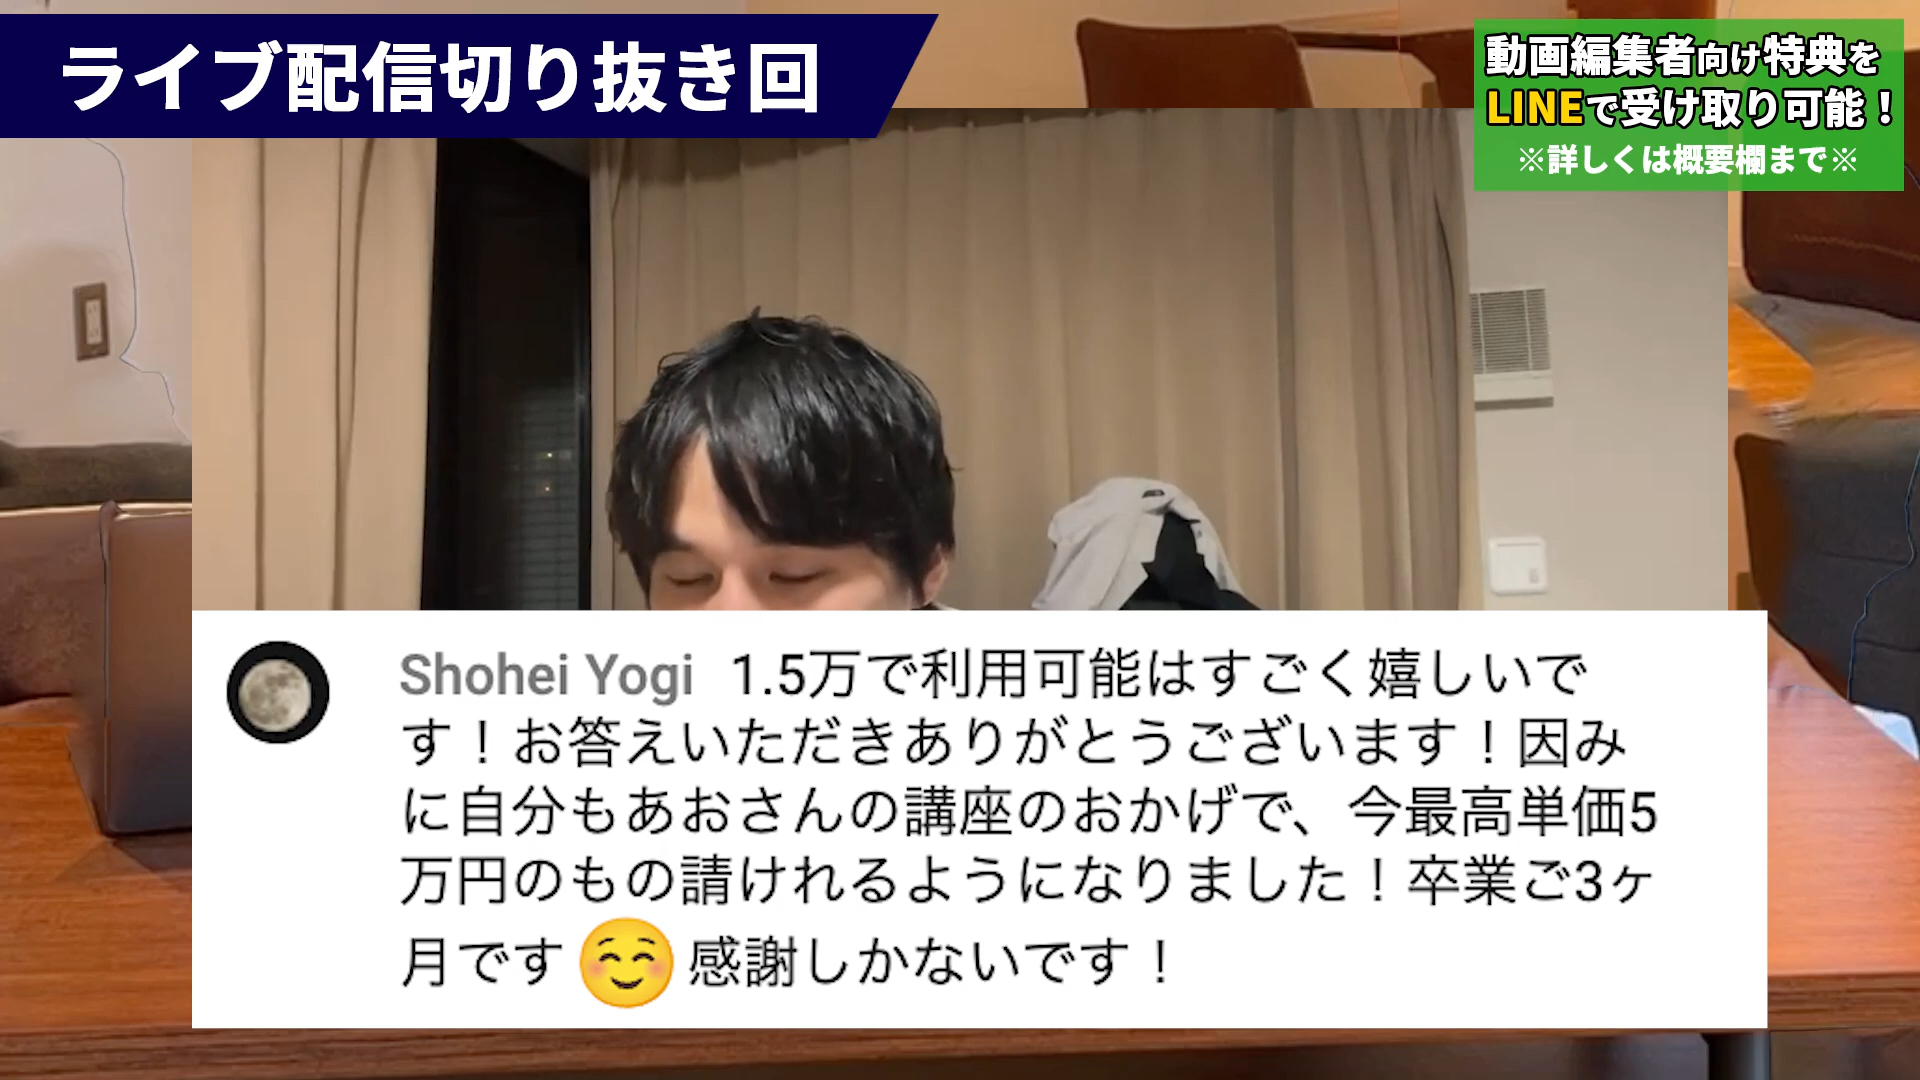 ライブ配信切り抜き回
動画編集者向け特典を
LINEで受け取り可能！
※詳しくは概要欄まで※
Shohei Yogi 1.5万で利用可能はすごく嬉しいで
す！お答えいただきありがとうございます！因み
に自分もあおさんの講座のおかげで、今最高単価5
万円のもの請けれるようになりました！卒業ご3ヶ
月です😊感謝しかないです！